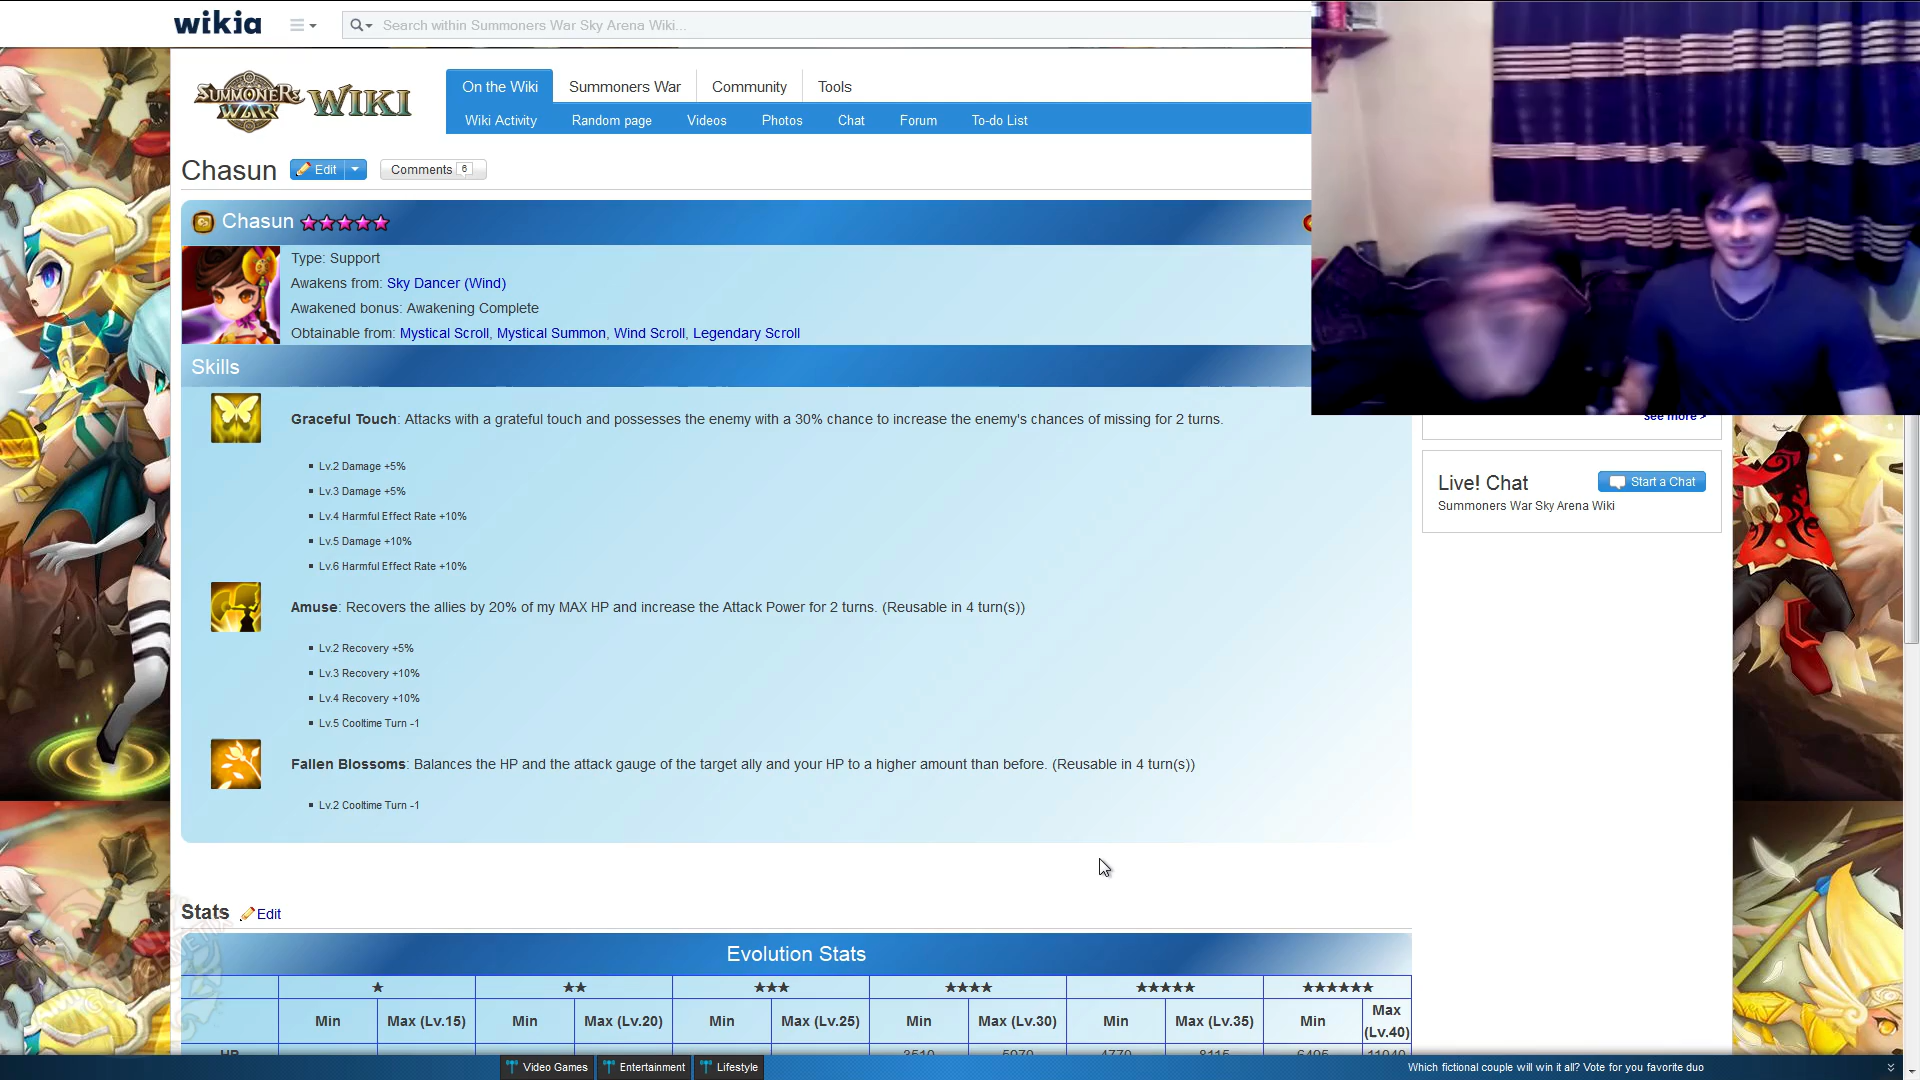 wikia
Search within Summoners War Sky Arena Wiki...
SUMMONERS WAR WIKI
On the Wiki
Summoners War
Community
Tools
Wiki Activity
Random page
Videos
Photos
Chat
Forum
To-do List
Chasun
Edit
Comments 6
Chasun
Type: Support
Awakens from: Sky Dancer (Wind)
Awakened bonus: Awakening Complete
Obtainable from: Mystical Scroll, Mystical Summon, Wind Scroll, Legendary Scroll
Skills
Graceful Touch: Attacks with a grateful touch and possesses the enemy with a 30% chance to increase the enemy's chances of missing for 2 turns.
Lv.2 Damage +5%
Lv.3 Damage +5%
Lv.4 Harmful Effect Rate +10%
Lv.5 Damage +10%
Lv.6 Harmful Effect Rate +10%
Amuse: Recovers the allies by 20% of my MAX HP and increase the Attack Power for 2 turns. (Reusable in 4 turn(s))
Lv.2 Recovery +5%
Lv.3 Recovery +10%
Lv.4 Recovery +10%
Lv.5 Cooltime Turn -1
Fallen Blossoms: Balances the HP and the attack gauge of the target ally and your HP to a higher amount than before. (Reusable in 4 turn(s))
Lv.2 Cooltime Turn -1
See more >
Live! Chat
Start a Chat
Summoners War Sky Arena Wiki
Stats
Edit
Evolution Stats
Min Max (Lv.15) Min Max (Lv.20) Min Max (Lv.25) Min Max (Lv.30) Min Max (Lv.35) Min Max (Lv.40)
HP 3510 5970 4770 8115 6495 11040
Video Games
Entertainment
Lifestyle
Which fictional couple will win it all? Vote for you favorite duo